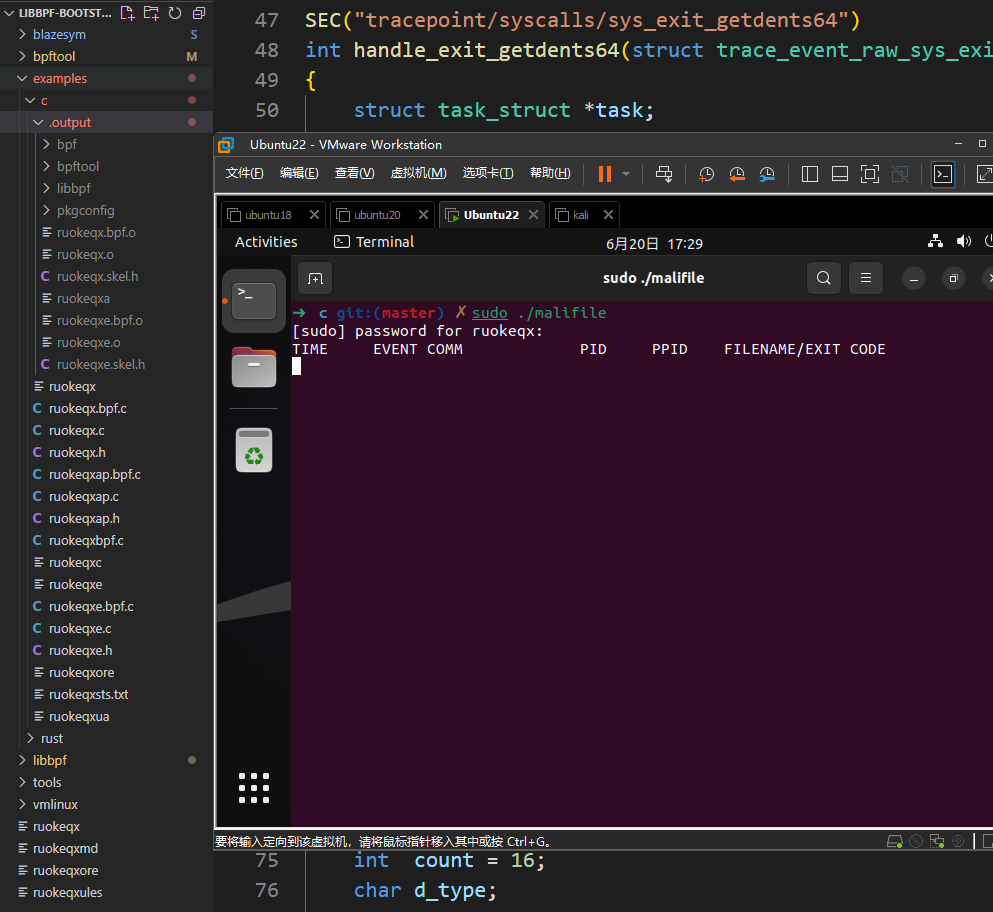 LIBBPF-BOOTST...
blazesym S
bpftool M
examples
c
.output
bpf
bpftool
libbpf
pkgconfig
ruokeqx.bpf.o
ruokeqx.o
C ruokeqx.skel.h
ruokeqxa
ruokeqxe.bpf.o
ruokeqxe.o
C ruokeqxe.skel.h
ruokeqx
C ruokeqx.bpf.c
C ruokeqx.c
C ruokeqx.h
C ruokeqxap.bpf.c
C ruokeqxap.c
C ruokeqxap.h
C ruokeqxbpf.c
ruokeqxc
ruokeqxe
C ruokeqxe.bpf.c
C ruokeqxe.c
C ruokeqxe.h
ruokeqxore
ruokeqxsts.txt
ruokeqxua
rust
libbpf
tools
vmlinux
ruokeqx
ruokeqxmd
ruokeqxore
ruokeqxules
47 SEC("tracepoint/syscalls/sys_exit_getdents64")
48 int handle_exit_getdents64(struct trace_event_raw_sys_exi
49 {
50 struct task_struct *task;
Ubuntu22 - VMware Workstation
文件(F) 编辑(E) 查看(V) 虚拟机(M) 选项卡(T) 帮助(H)
ubuntu18 ubuntu20 Ubuntu22 kali
Activities Terminal 6月20日 17:29
sudo ./malifile
➜ c git:(master) ✗ sudo ./malifile
[sudo] password for ruokeqx:
TIME EVENT COMM PID PPID FILENAME/EXIT CODE
要将输入定向到该虚拟机，请将鼠标指针移入其中或按 Ctrl+G。
75 int count = 16;
76 char d_type;